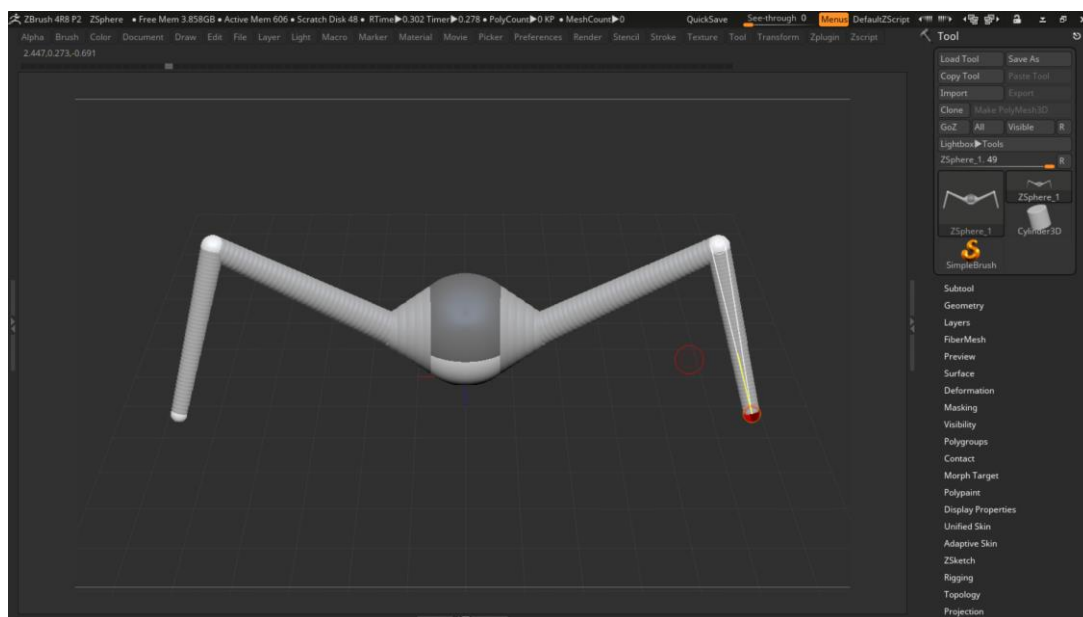 ZBrush 4R8 P2 ZSphere • Free Mem 3.858GB • Active Mem 606 • Scratch Disk 48 • RTime▶0.302 Timer▶0.278 • PolyCount▶0 KP • MeshCount▶0 QuickSave See-through 0 Menus DefaultZScript
Alpha Brush Color Document Draw Edit File Layer Light Macro Marker Material Movie Picker Preferences Render Stencil Stroke Texture Tool Transform Zplugin Zscript
2.447,0.273,-0.691
Tool
Load Tool Save As
Copy Tool Paste Tool
Import Export
Clone Make PolyMesh3D
GoZ All Visible R
Lightbox▶Tools
ZSphere_1. 49 R
ZSphere_1
ZSphere_1 Cylinder3D
SimpleBrush
Subtool
Geometry
Layers
FiberMesh
Preview
Surface
Deformation
Masking
Visibility
Polygroups
Contact
Morph Target
Polypaint
Display Properties
Unified Skin
Adaptive Skin
ZSketch
Rigging
Topology
Projection